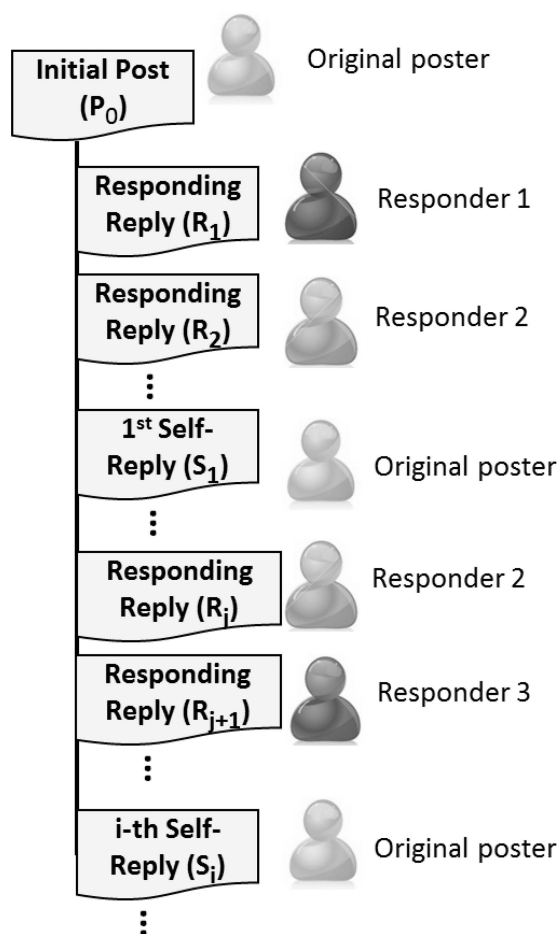 Initial Post
(P0)
Original poster
Responding
Reply (R1)
Responder 1
Responding
Reply (R2)
Responder 2
1st Self-
Reply (S1)
Original poster
Responding
Reply (Rj)
Responder 2
Responding
Reply (Rj+1)
Responder 3
i-th Self-
Reply (Si)
Original poster